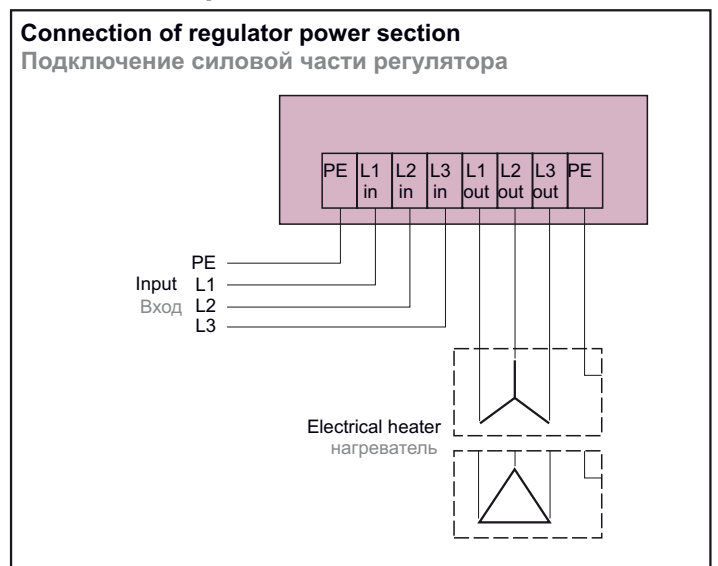 Connection of regulator power section
Подключение силовой части регулятора
PE L1 L2 L3 L1 L2 L3 PE
in in in out out out
PE
Input L1
Вход L2
L3
Electrical heater
нагреватель